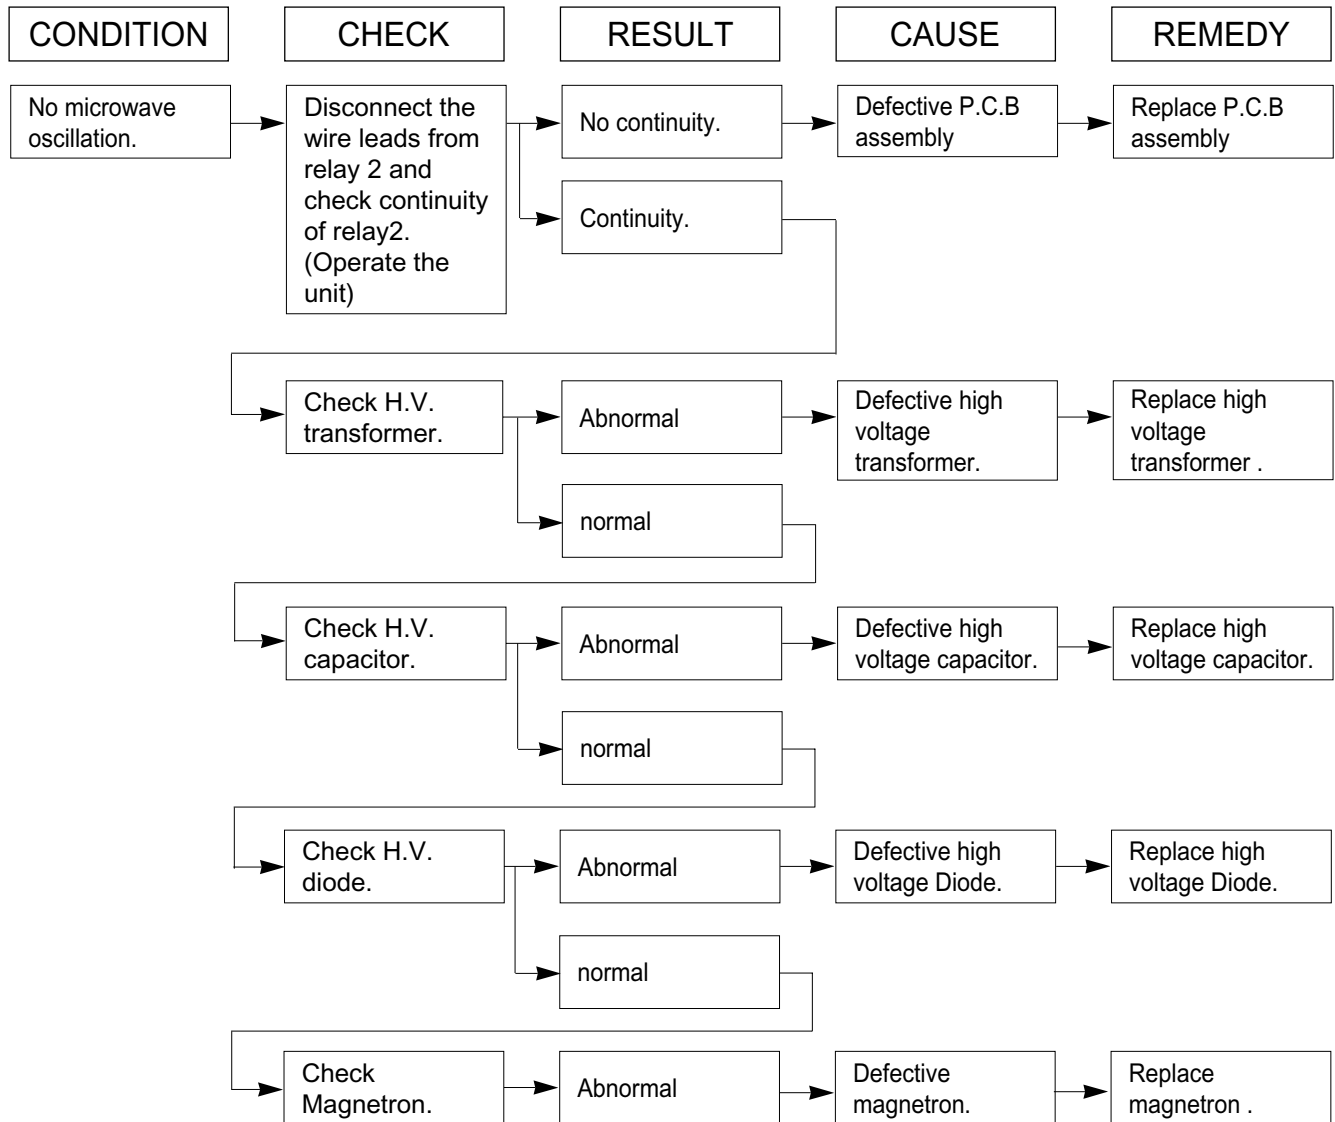 CONDITION
CHECK
RESULT
CAUSE
REMEDY
No microwave
oscillation.
Disconnect the
wire leads from
relay 2 and
check continuity
of relay2.
(Operate the
unit)
No continuity.
Defective P.C.B
assembly
Replace P.C.B
assembly
Continuity.
Check H.V.
transformer.
Abnormal
Defective high
voltage
transformer.
Replace high
voltage
transformer .
normal
Check H.V.
capacitor.
Abnormal
Defective high
voltage capacitor.
Replace high
voltage capacitor.
normal
Check H.V.
diode.
Abnormal
Defective high
voltage Diode.
Replace high
voltage Diode.
normal
Check
Magnetron.
Abnormal
Defective
magnetron.
Replace
magnetron .